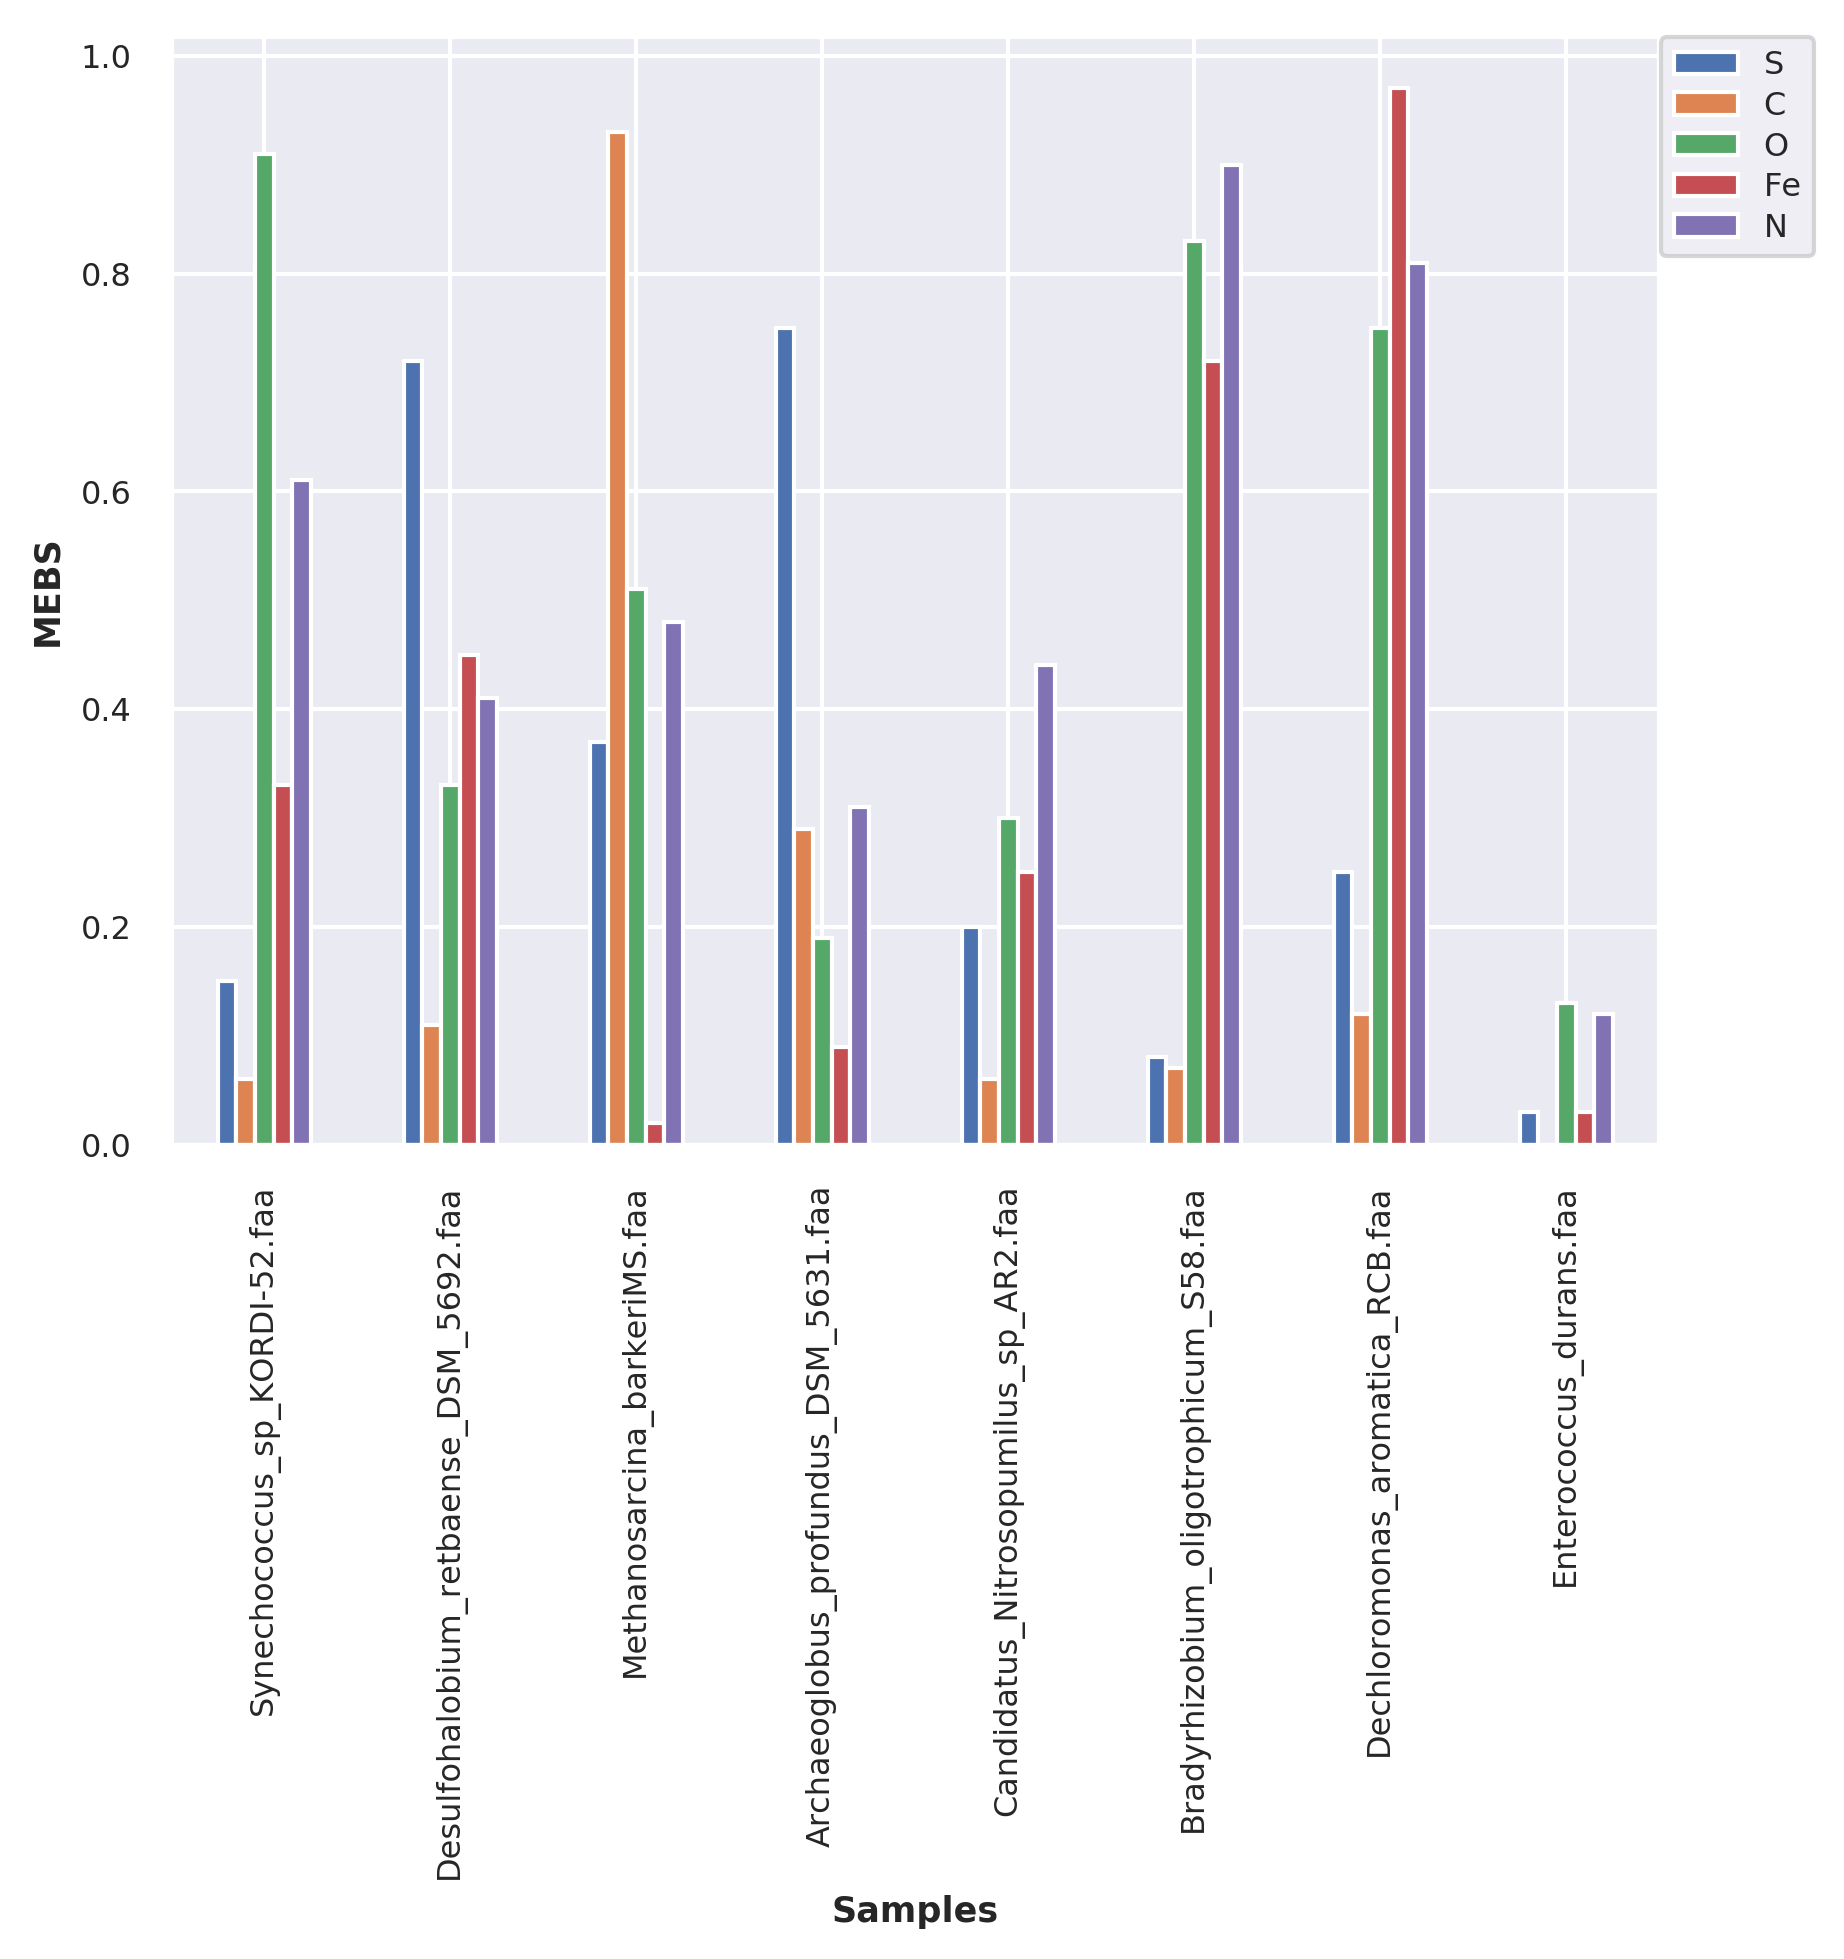 1.0
0.8
0.6
0.4
0.2
0.0
MEBS
S
C
O
Fe
N
Synechococcus_sp_KORDI-52.faa
Desulfohalobium_retbaense_DSM_5692.faa
Methanosarcina_barkeriMS.faa
Archaeoglobus_profundus_DSM_5631.faa
Candidatus_Nitrosopumilus_sp_AR2.faa
Bradyrhizobium_oligotrophicum_S58.faa
Dechloromonas_aromatica_RCB.faa
Enterococcus_durans.faa
Samples